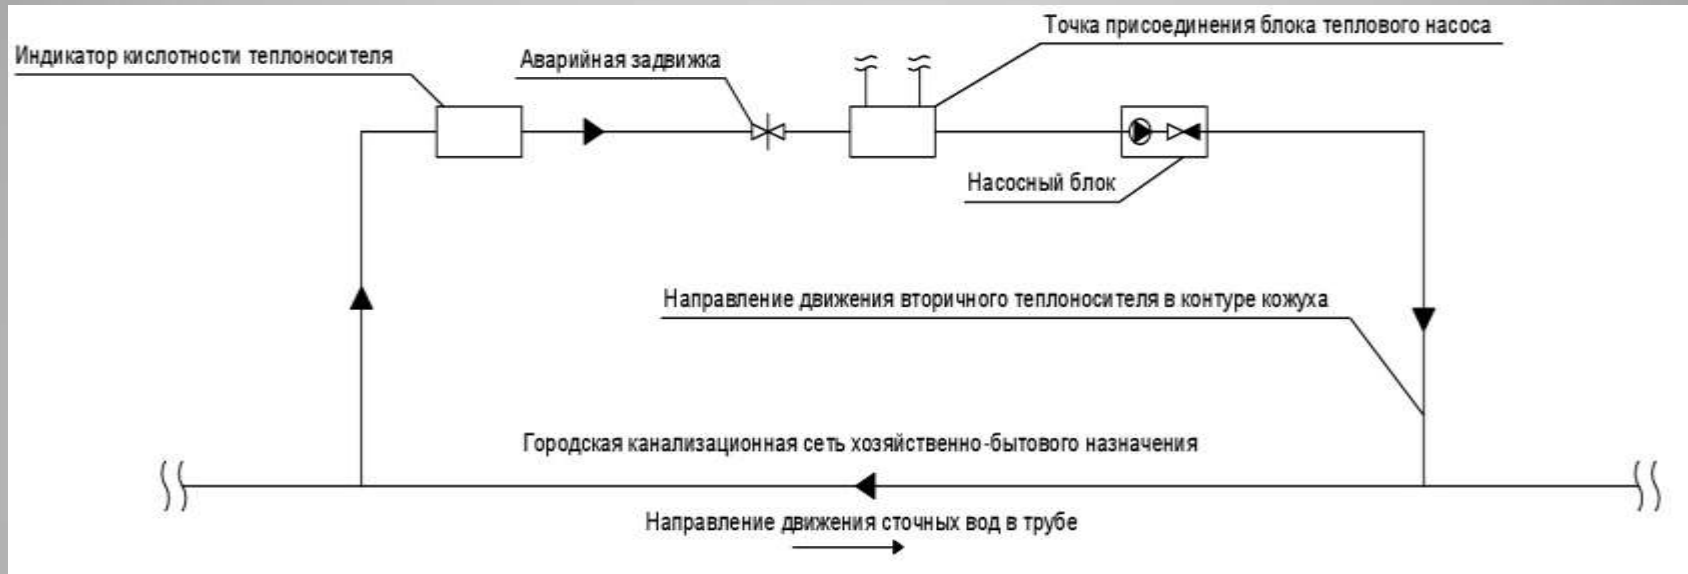 Точка присоединения блока теплового насоса
Индикатор кислотности теплоносителя
Аварийная задвижка
Насосный блок
Направление движения вторичного теплоносителя в контуре кожуха
Городская канализационная сеть хозяйственно-бытового назначения
Направление движения сточных вод в трубе